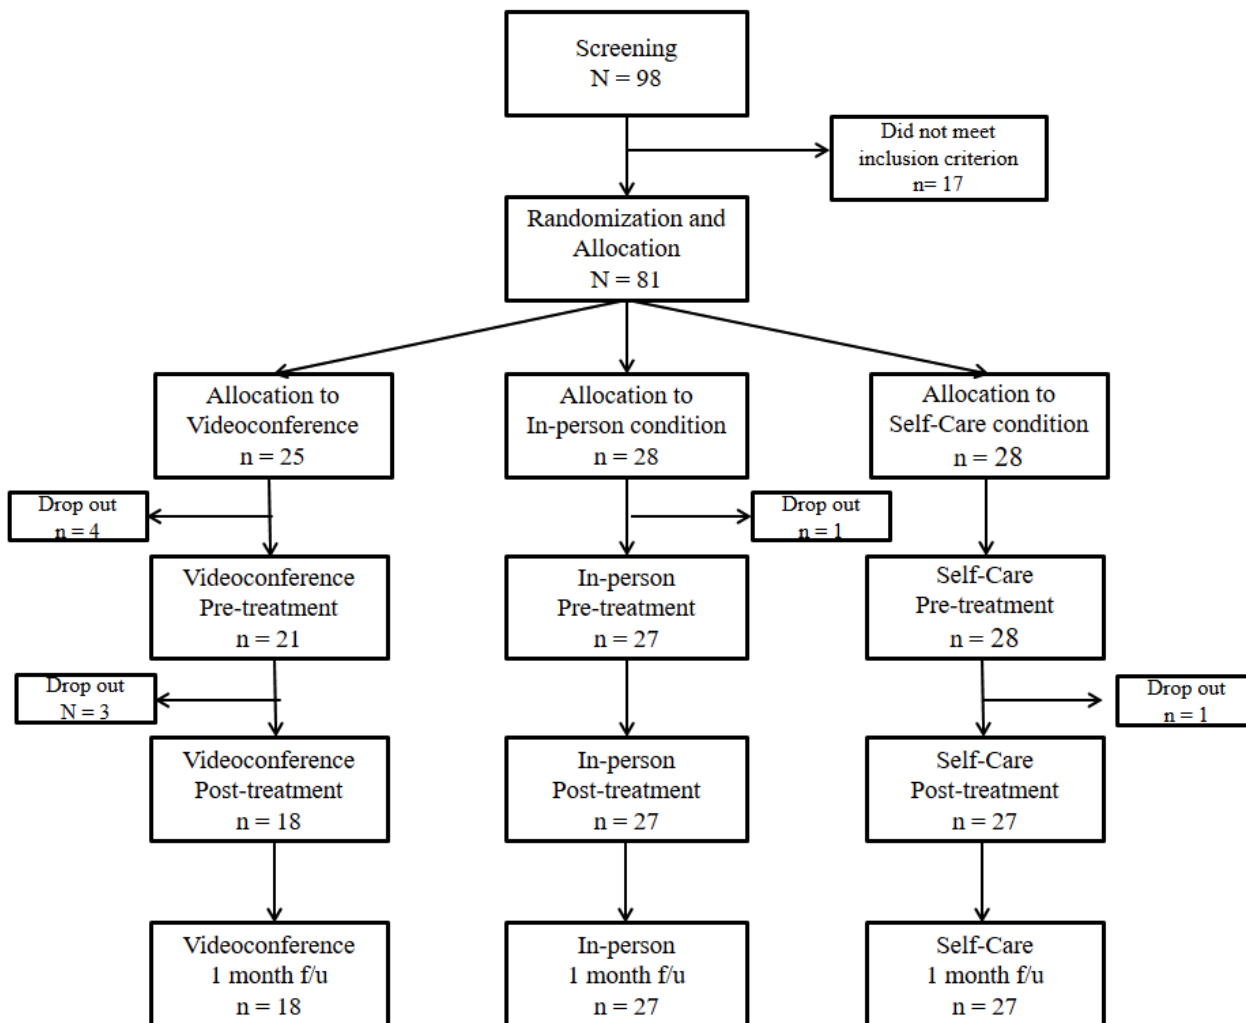 Screening
N = 98
Did not meet
inclusion criterion
n= 17
Randomization and
Allocation
N = 81
Allocation to
Videoconference
n = 25
Allocation to
In-person condition
n = 28
Allocation to
Self-Care condition
n = 28
Drop out
n = 4
Drop out
n = 1
Videoconference
Pre-treatment
n = 21
In-person
Pre-treatment
n = 27
Self-Care
Pre-treatment
n = 28
Drop out
N = 3
Drop out
n = 1
Videoconference
Post-treatment
n = 18
In-person
Post-treatment
n = 27
Self-Care
Post-treatment
n = 27
Videoconference
1 month f/u
n = 18
In-person
1 month f/u
n = 27
Self-Care
1 month f/u
n = 27